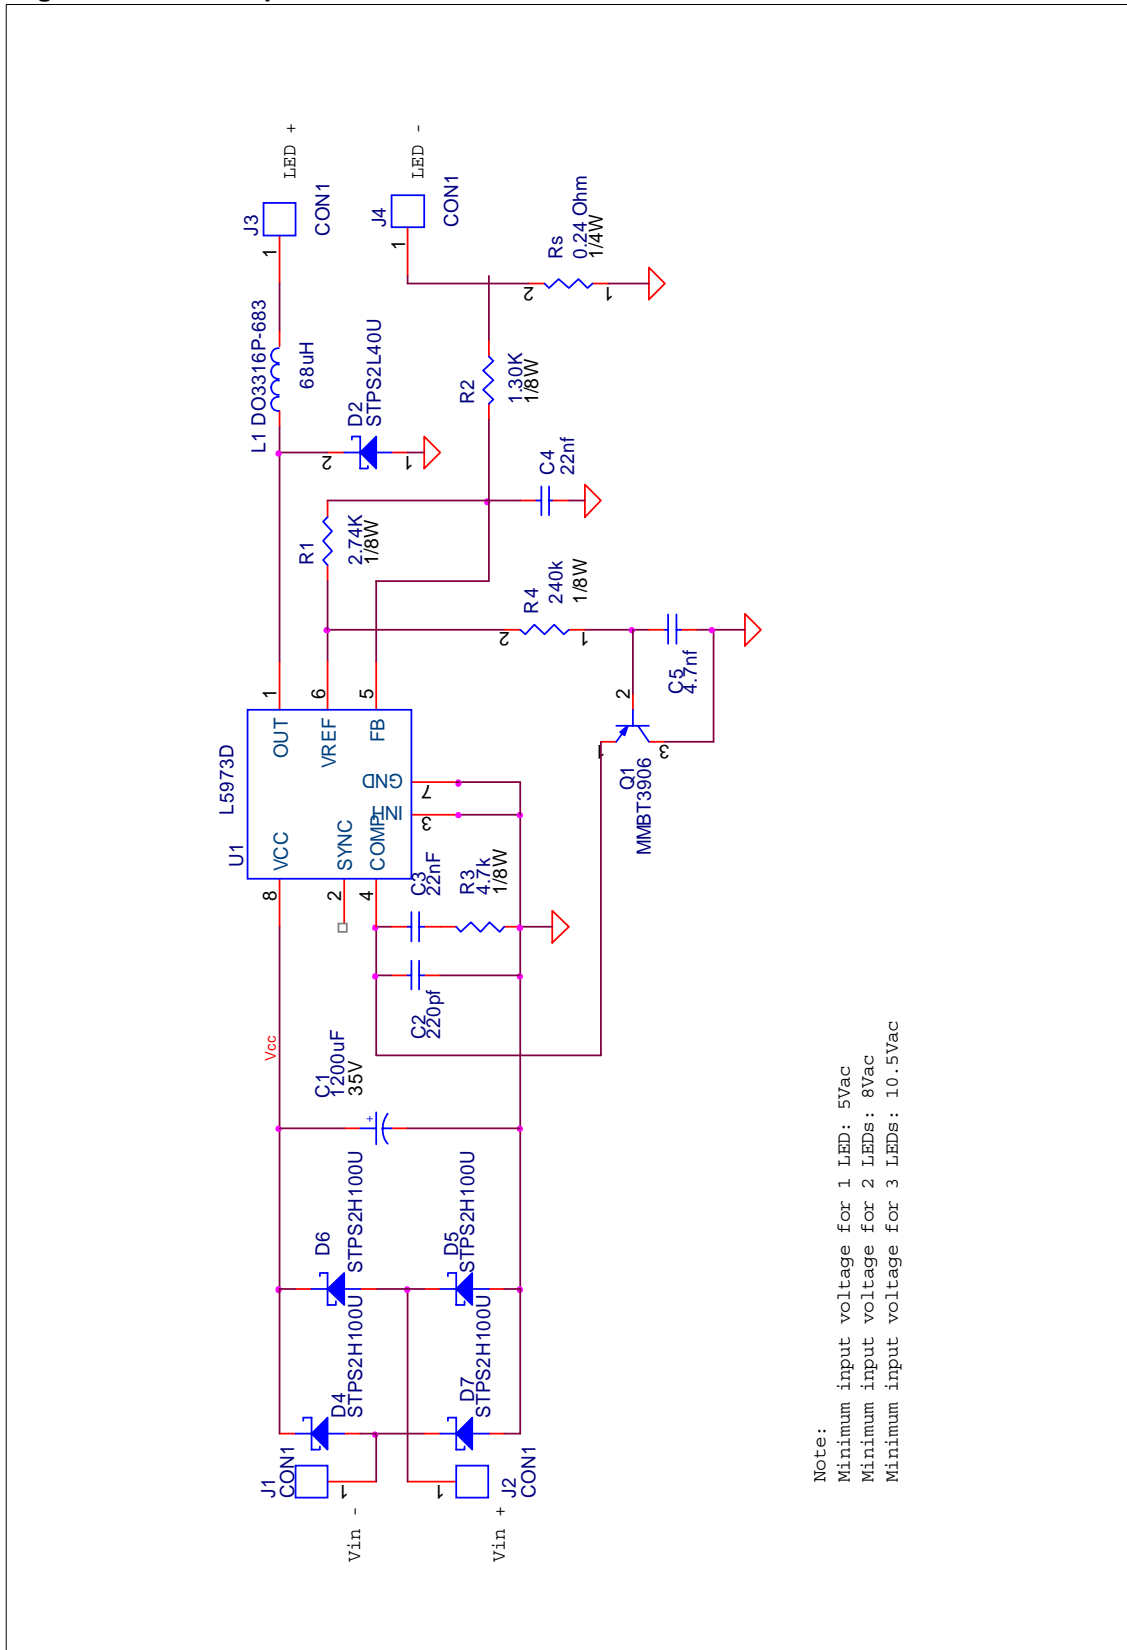 LED +
LED -
J3
CON1
1
J4
CON1
1
L1 DO3316P-683
68uH
Rs
0.24 Ohm
1/4W
2
1
D2
STPS2L40U
2
1
R2
1.30K
1/8W
C4
22nf
R1
2.74K
1/8W
R4
240k
1/8W
2
1
C5
4.7nf
U1
L5973D
VCC
8
SYNC
2
COMP
4
OUT
1
VREF
6
FB
5
GND
7
INH
3
Q1
MMBT3906
1
2
3
C3
22nF
R3
4.7k
1/8W
C2
220pf
Vcc
C1
1200uF
35V
+
D6
STPS2H100U
D5
STPS2H100U
D4
STPS2H100U
D7
STPS2H100U
J1
CON1
1
Vin -
J2
CON1
1
Vin +
Note:
Minimum input voltage for 1 LED: 5Vac
Minimum input voltage for 2 LEDs: 8Vac
Minimum input voltage for 3 LEDs: 10.5Vac